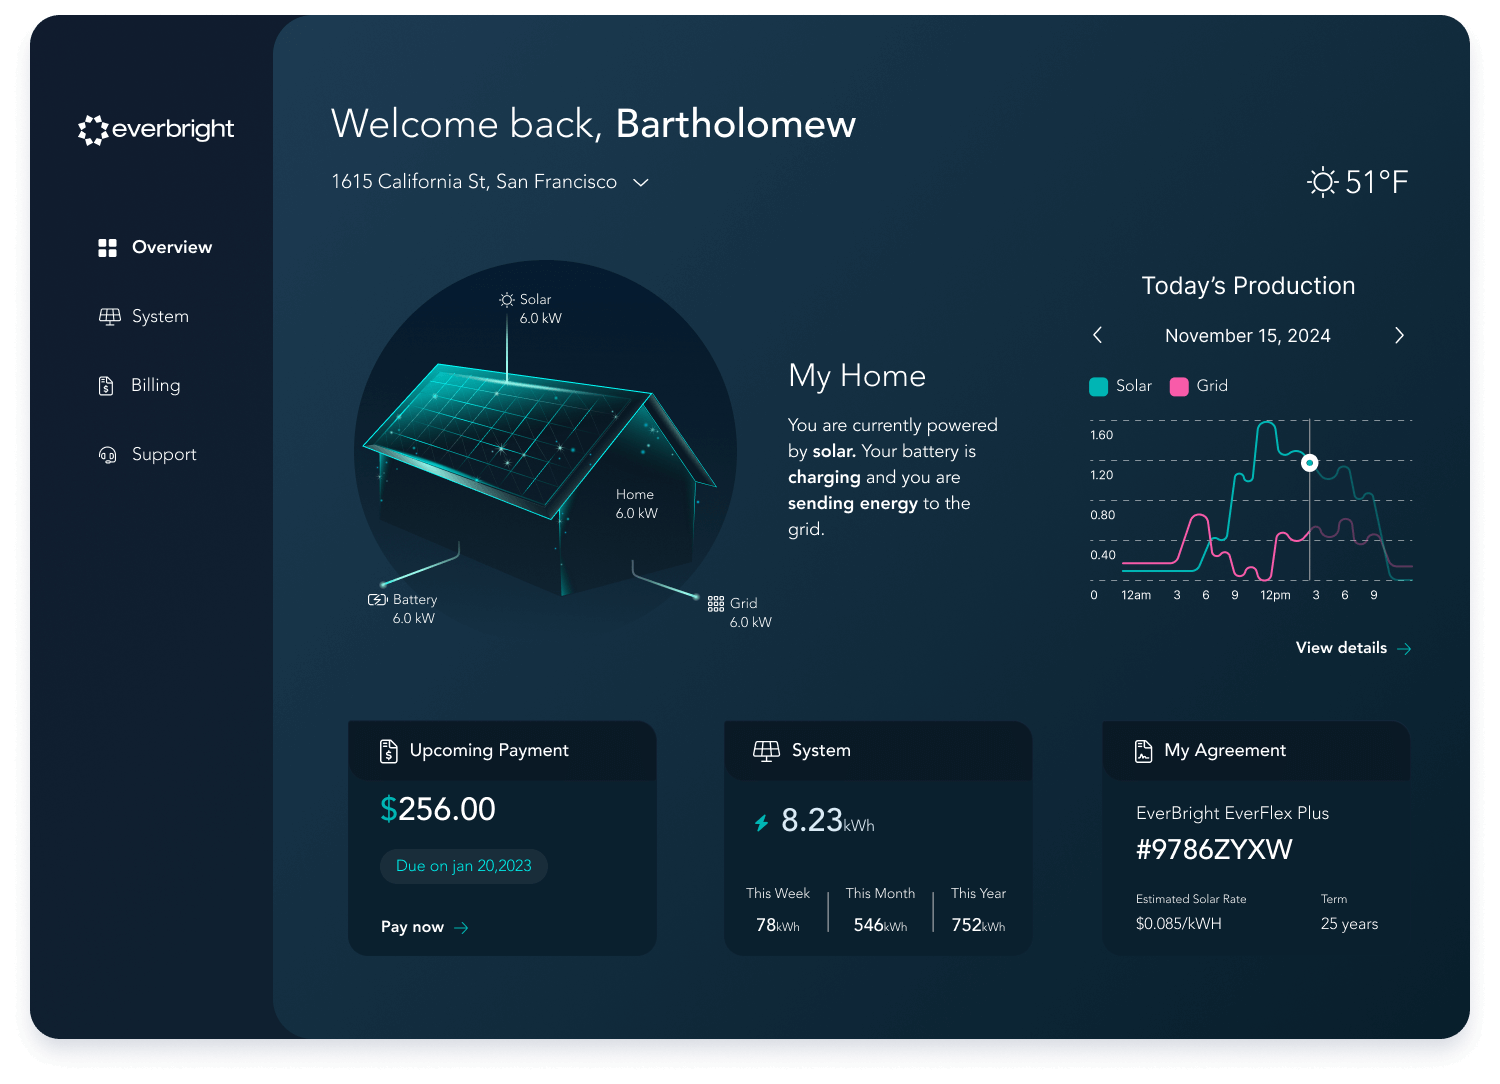 everbright
Overview
System
Billing
Support
Welcome back, Bartholomew
1615 California St, San Francisco
51°F
Solar
6.0 kW
Home
6.0 kW
Battery
6.0 kW
Grid
6.0 kW
My Home
You are currently powered
by solar. Your battery is
charging and you are
sending energy to the
grid.
Today's Production
November 15, 2024
Solar Grid
1.60
1.20
0.80
0.40
0 12am 3 6 9 12pm 3 6 9
View details
Upcoming Payment
$256.00
Due on jan 20,2023
Pay now
System
8.23kWh
This Week This Month This Year
78kWh 546kWh 752kWh
My Agreement
EverBright EverFlex Plus
#9786ZYXW
Estimated Solar Rate Term
$0.085/kWH 25 years